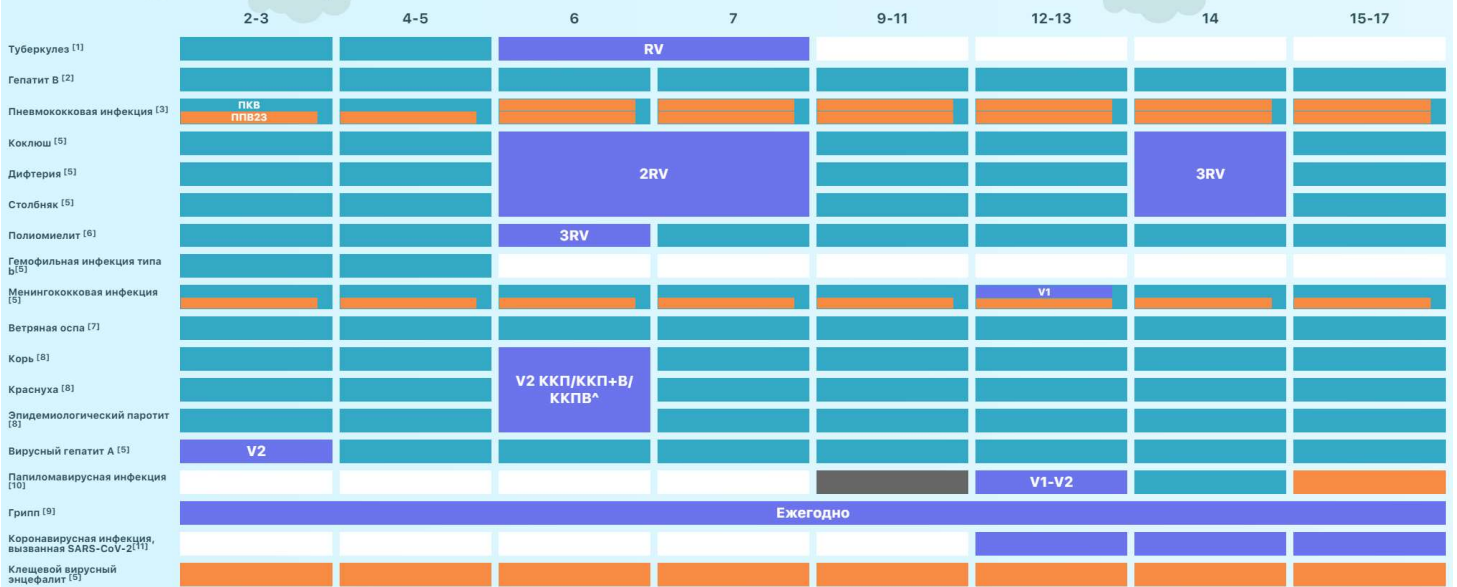 2-3 4-5 6 7 9-11 12-13 14 15-17
Туберкулез [1] RV
Гепатит В [2]
Пневмококковая инфекция [3] ПКВ
ППВ23
Коклюш [5]
Дифтерия [5] 2RV 3RV
Столбняк [5]
Полиомиелит [6] 3RV
Гемофильная инфекция типа
b[5]
Менингококковая инфекция V1
[5]
Ветряная оспа [7]
Корь [8]
Краснуха [8] V2 ККП/ККП+В/
ККПВ^
Эпидемиологический паротит
[8]
Вирусный гепатит А [5] V2
Папиломавирусная инфекция
[10] V1-V2
Грипп [9] Ежегодно
Коронавирусная инфекция,
вызванная SARS-CoV-2[11]
Клещевой вирусный
энцефалит [5]